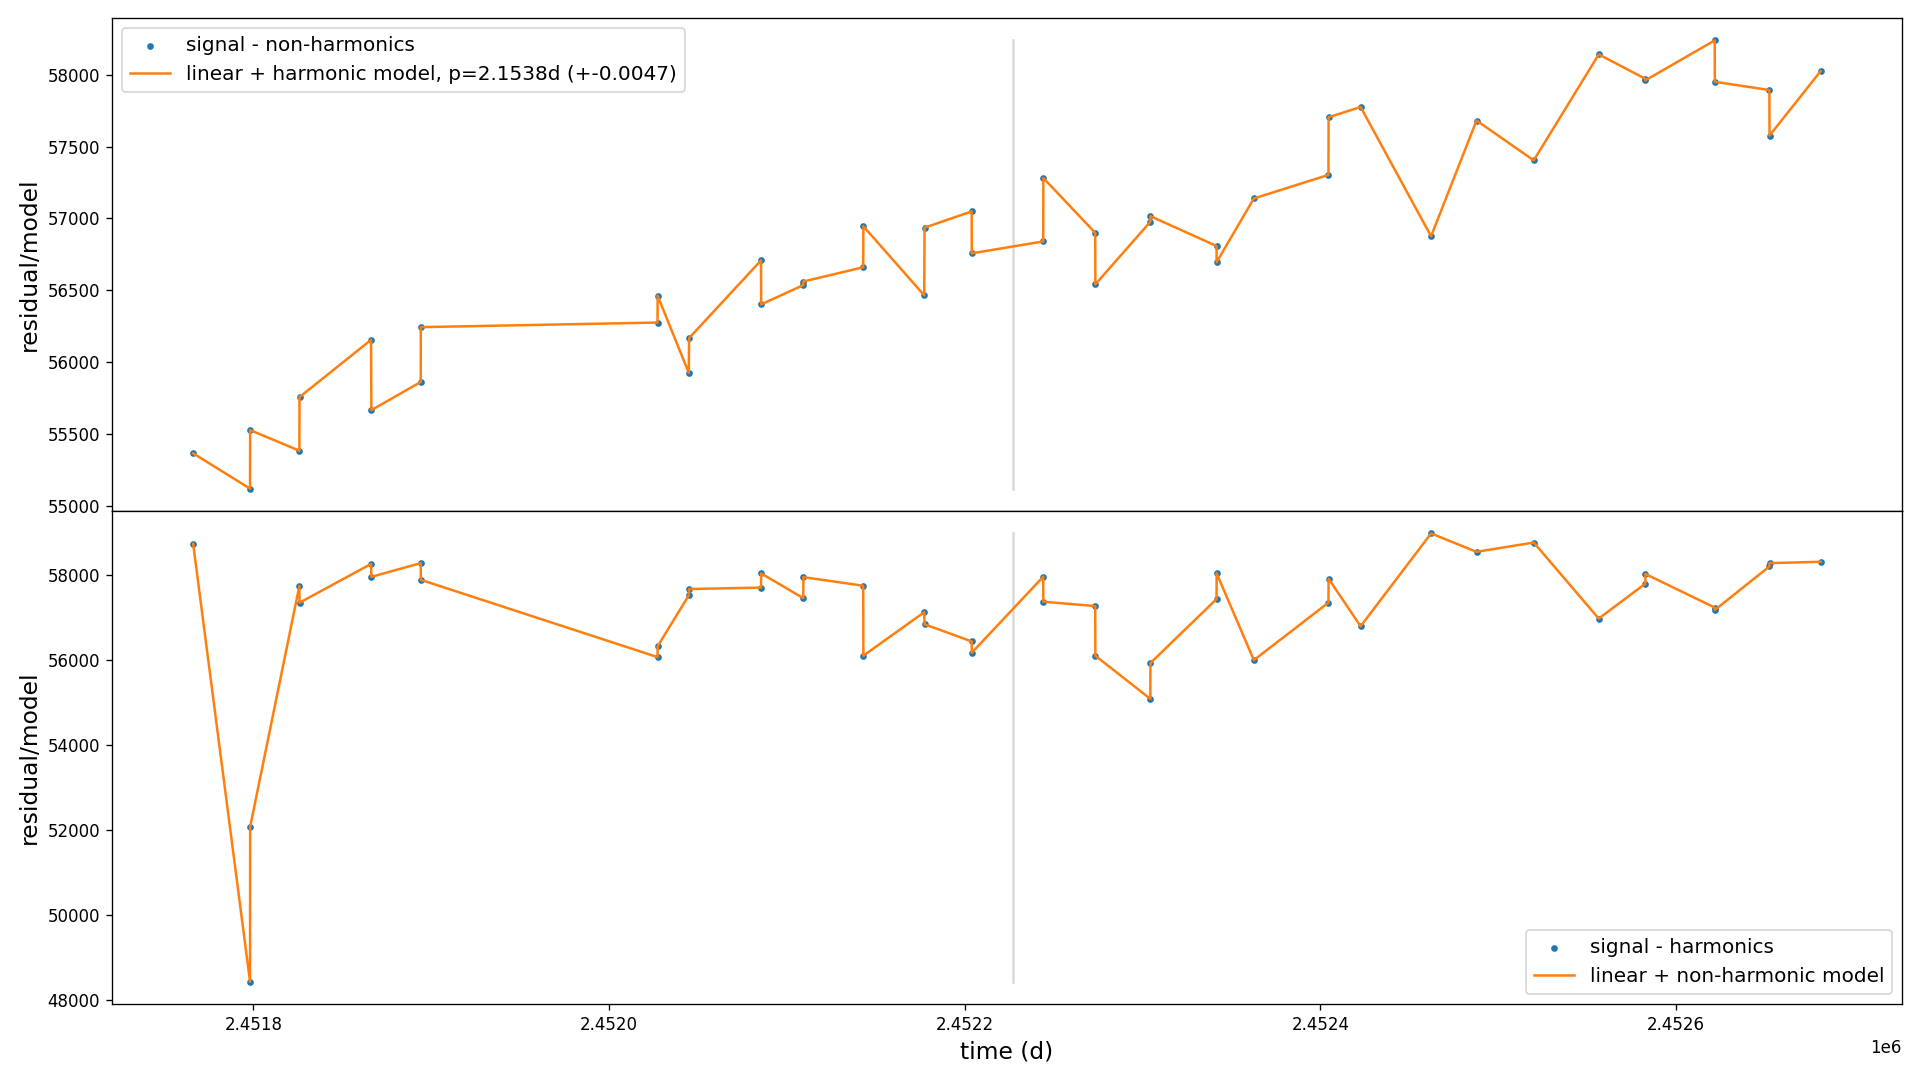 signal - non-harmonics
linear + harmonic model, p=2.1538d (+-0.0047)
58000
57500
57000
56500
56000
55500
55000
residual/model
58000
56000
54000
52000
50000
48000
residual/model
signal - harmonics
linear + non-harmonic model
2.4518 2.4520 2.4522 2.4524 2.4526
1e6
time (d)